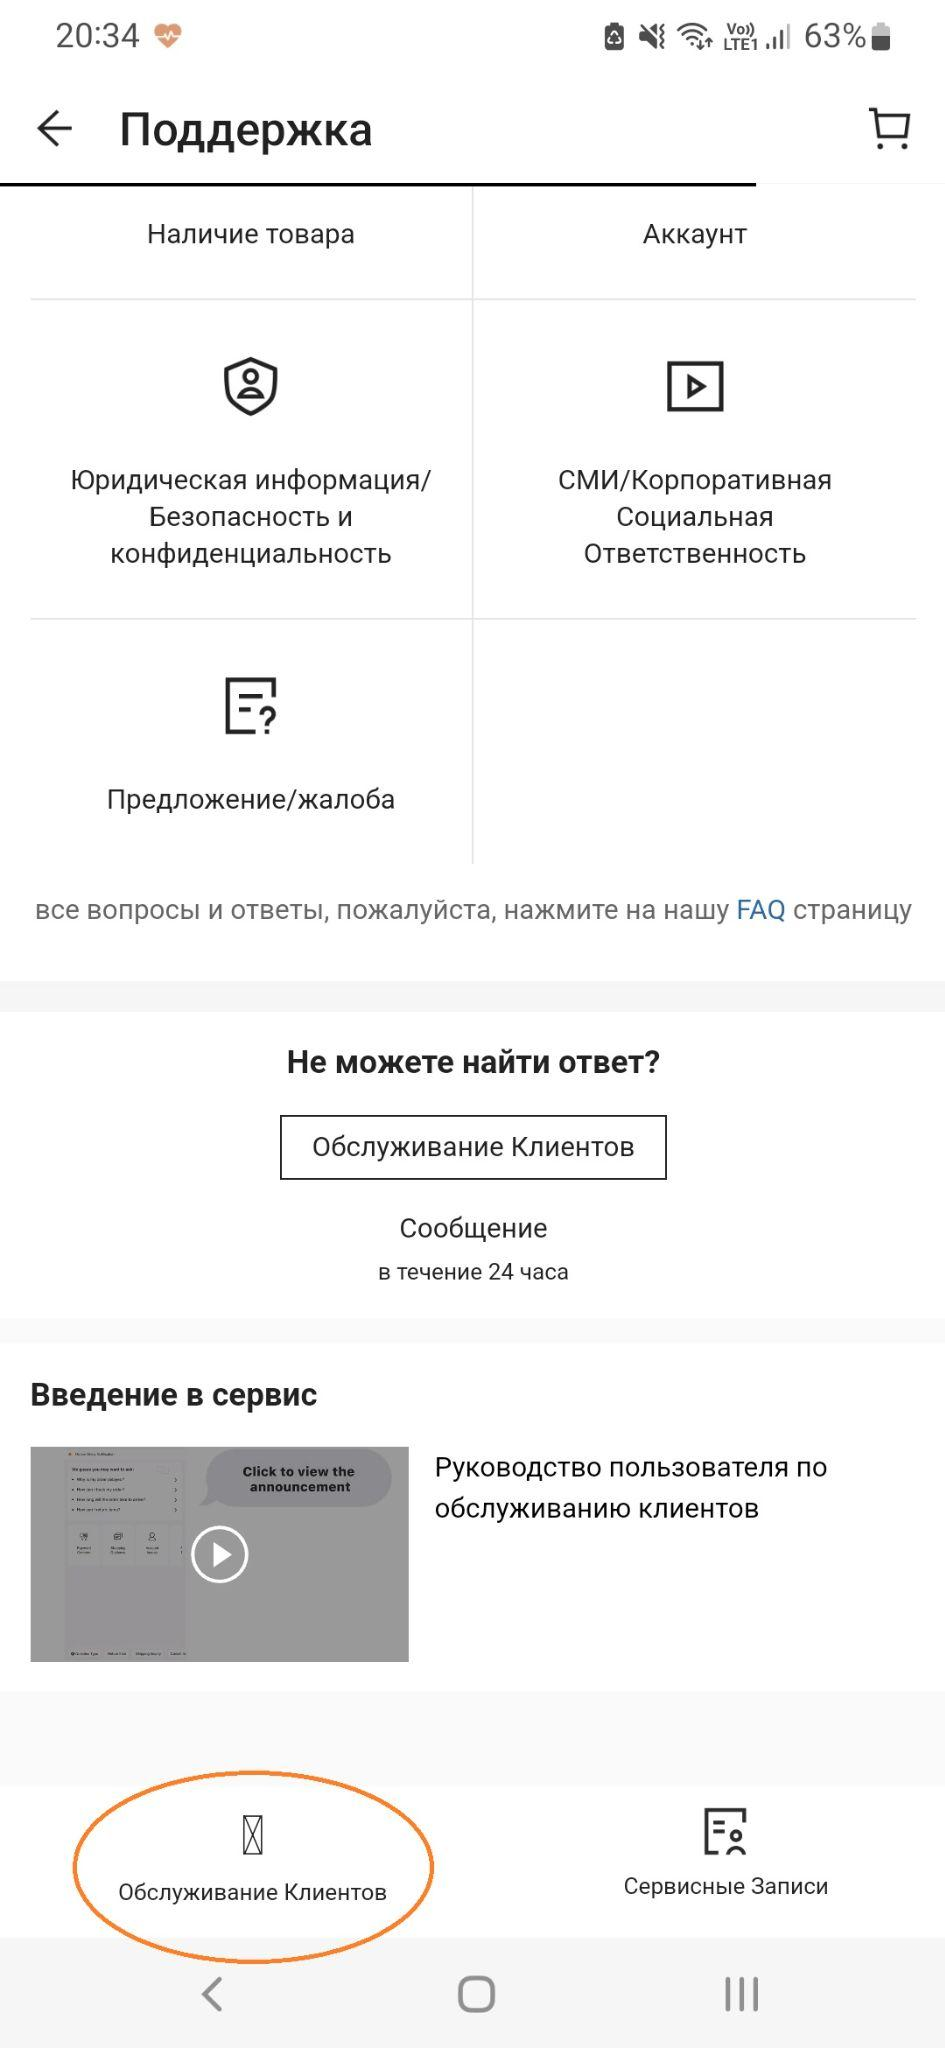 20:34
Vo))
LTE1
63%
Поддержка
Наличие товара
Аккаунт
Юридическая информация/
Безопасность и
конфиденциальность
СМИ/Корпоративная
Социальная
Ответственность
Предложение/жалоба
все вопросы и ответы, пожалуйста, нажмите на нашу FAQ страницу
Не можете найти ответ?
Обслуживание Клиентов
Сообщение
в течение 24 часа
Введение в сервис
Click to view the
announcement
Руководство пользователя по
обслуживанию клиентов
Обслуживание Клиентов
Сервисные Записи